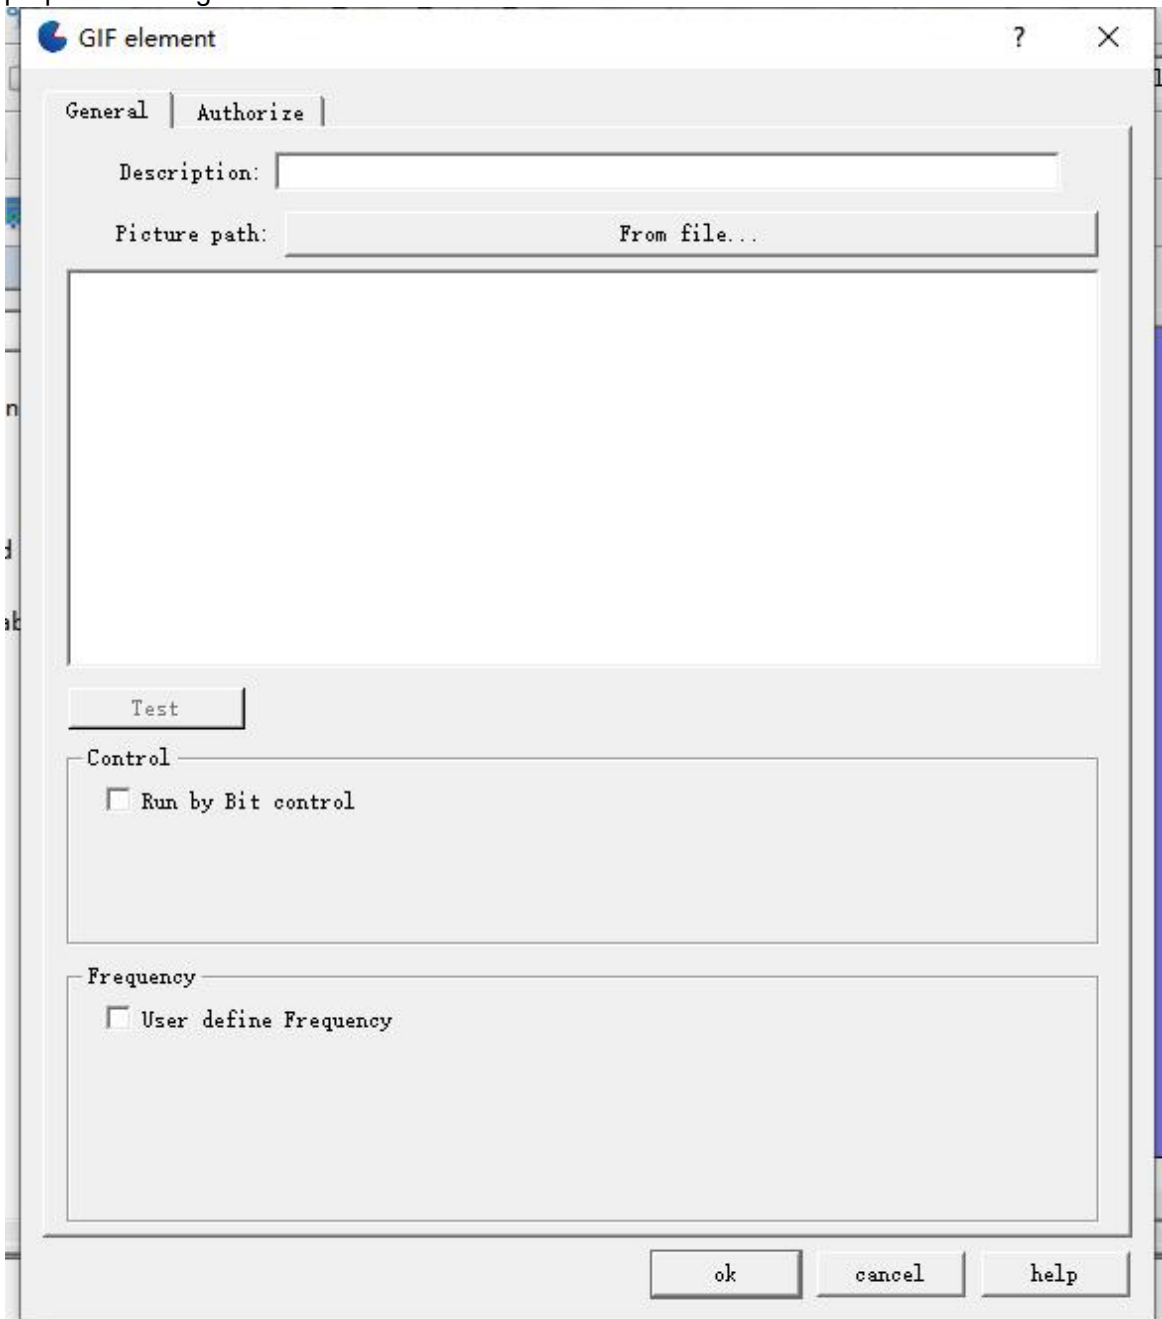 GIF element ?
General Authorize
Description:
Picture path: From file...
Test
Control
Run by Bit control
Frequency
User define Frequency
ok cancel help